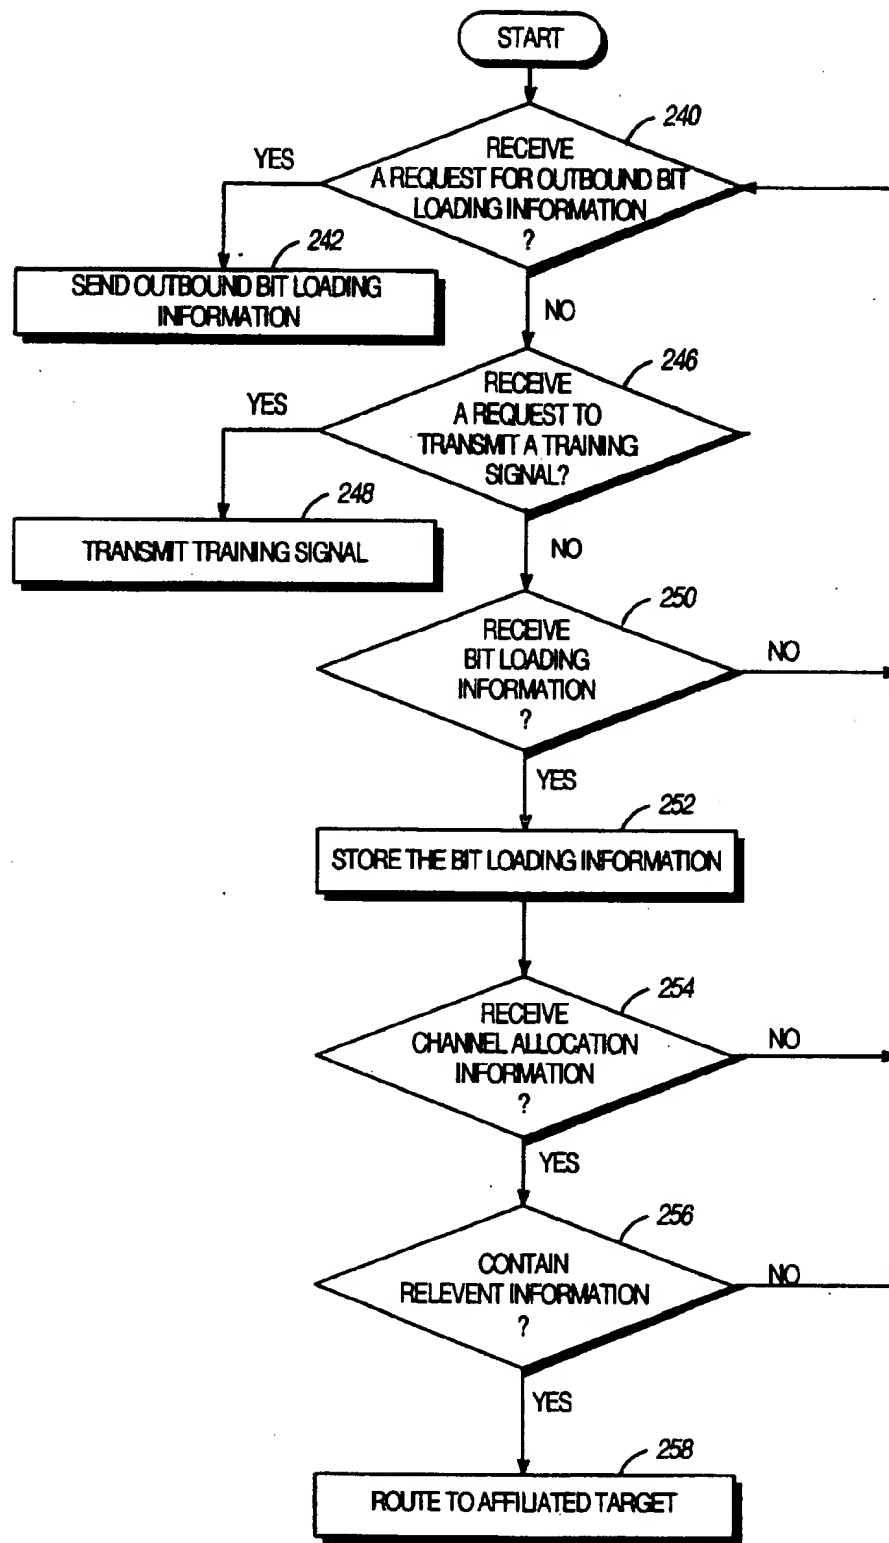 START
240
RECEIVE
A REQUEST FOR OUTBOUND BIT
LOADING INFORMATION
?
YES
242
SEND OUTBOUND BIT LOADING
INFORMATION
NO
246
RECEIVE
A REQUEST TO
TRANSMIT A TRAINING
SIGNAL?
YES
248
TRANSMIT TRAINING SIGNAL
NO
250
RECEIVE
BIT LOADING
INFORMATION
?
NO
YES
252
STORE THE BIT LOADING INFORMATION
254
RECEIVE
CHANNEL ALLOCATION
INFORMATION
?
NO
YES
256
CONTAIN
RELEVENT INFORMATION
?
NO
YES
258
ROUTE TO AFFILIATED TARGET